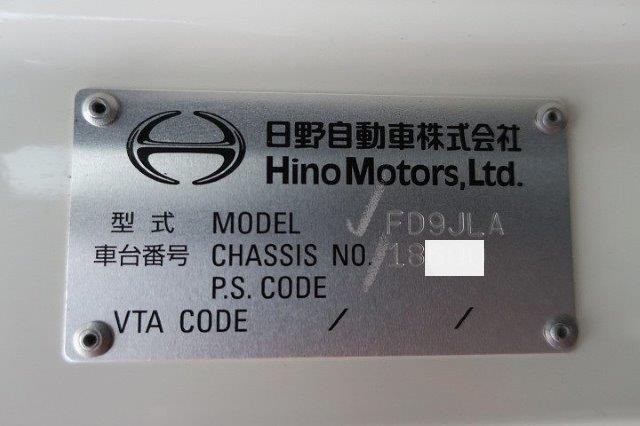 日野自動車株式会社
Hino Motors, Ltd.
型式 MODEL FD9JLA
車台番号 CHASSIS NO. 18
P.S. CODE
VTA CODE / /